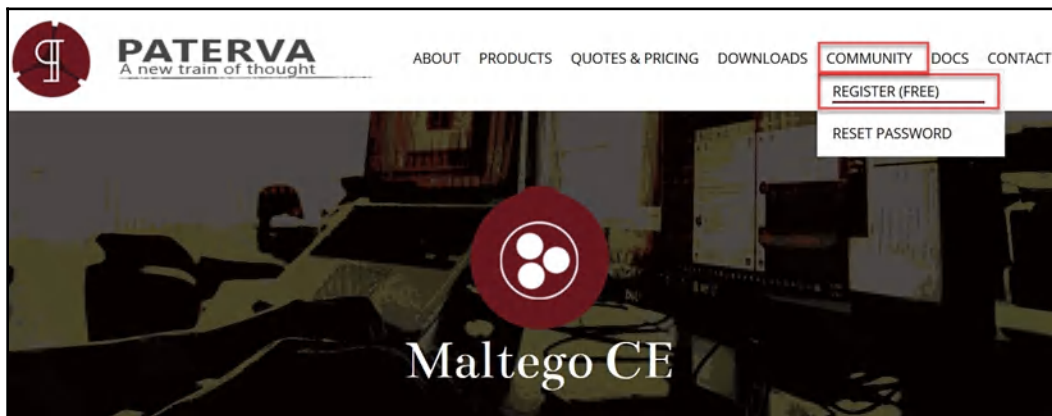 PATERVA
A new train of thought
ABOUT PRODUCTS QUOTES & PRICING DOWNLOADS COMMUNITY DOCS CONTACT
REGISTER (FREE)
RESET PASSWORD
Maltego CE